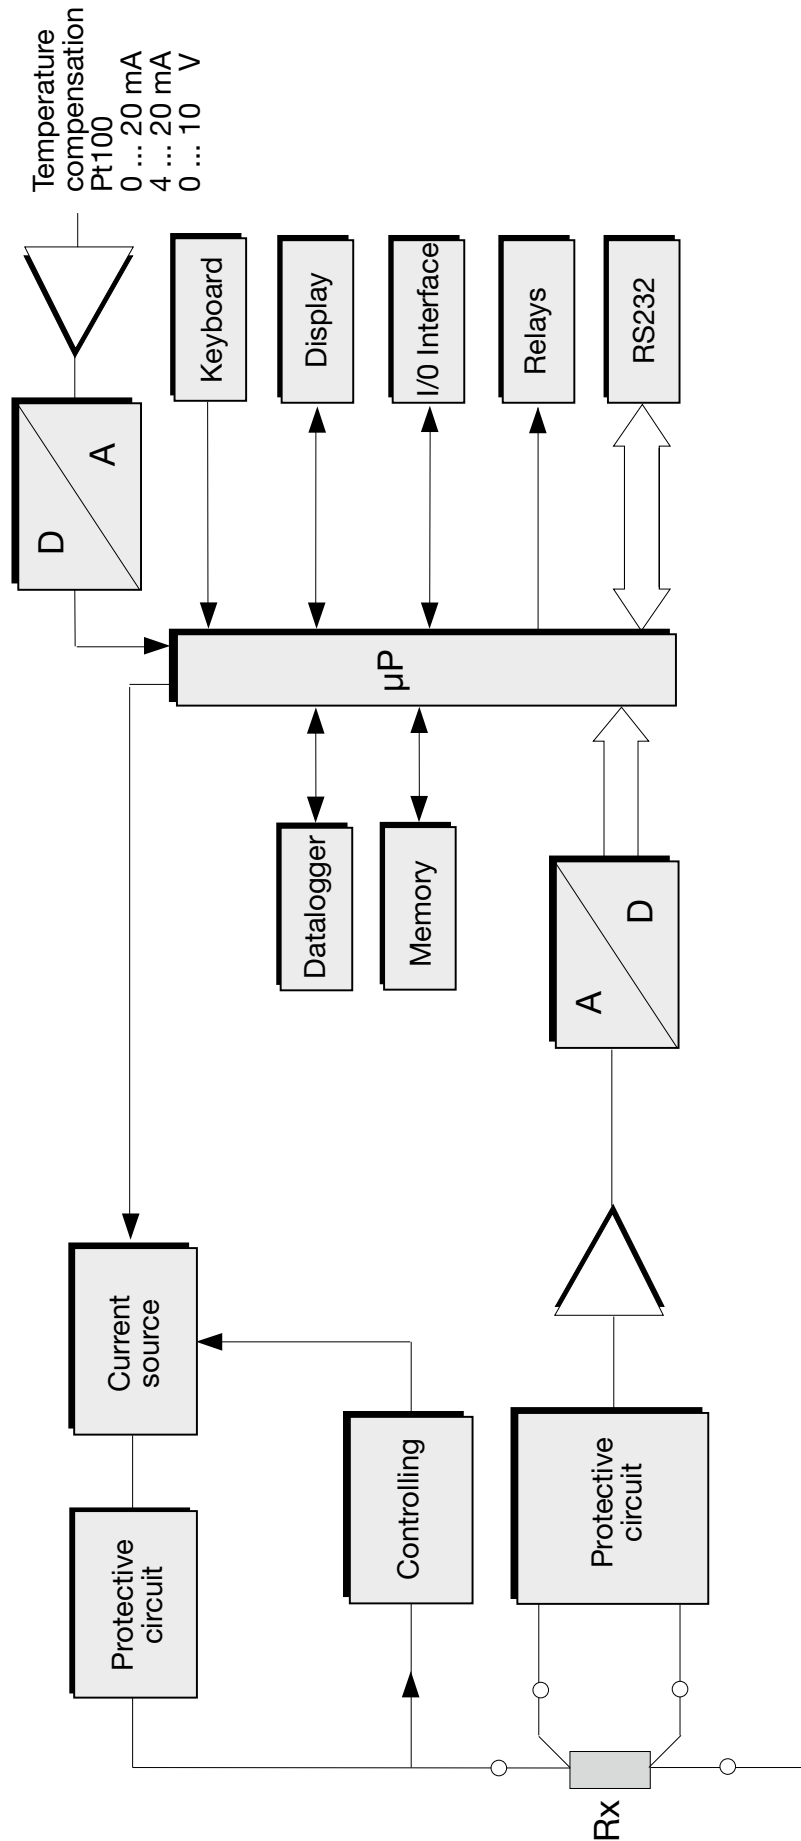 Temperature
compensation
Pt100
0 ... 20 mA
4 ... 20 mA
0 ... 10 V
D
A
Keyboard
Display
I/0 Interface
Relays
RS232
µP
Datalogger
Memory
A
D
Current
source
Protective
circuit
Controlling
Protective
circuit
Rx